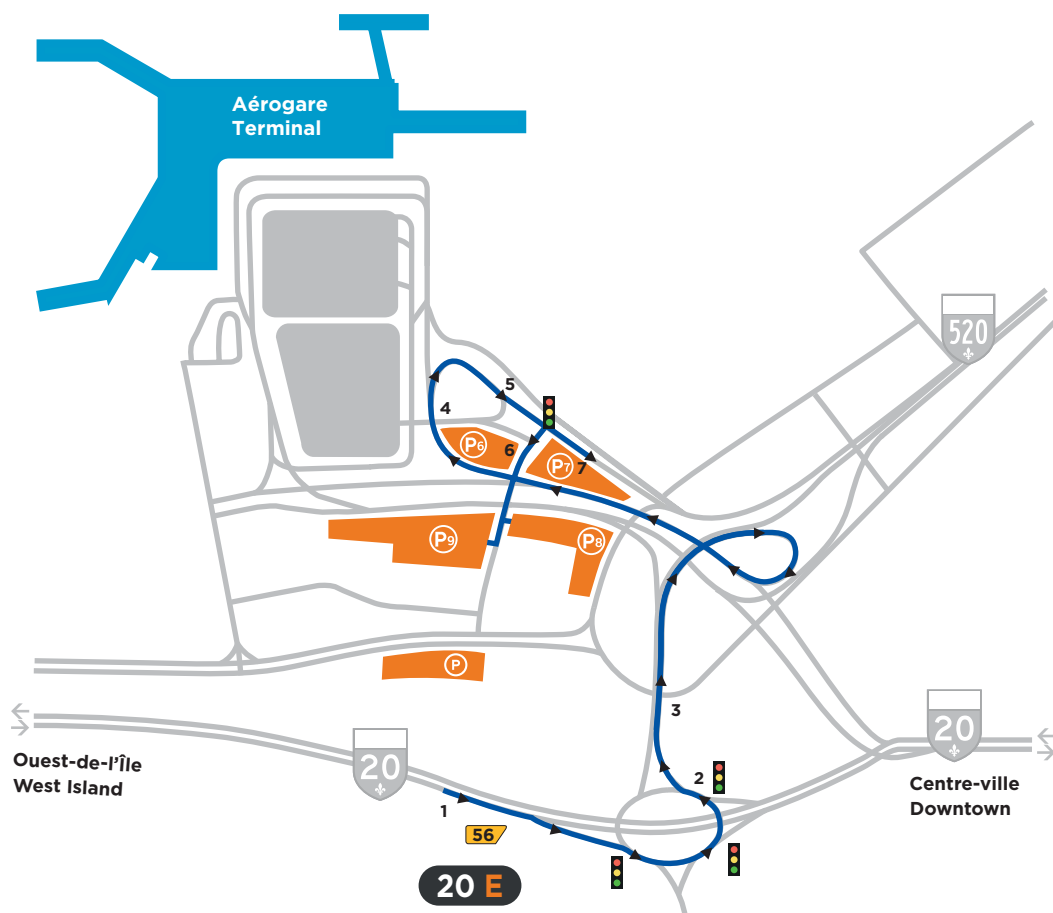 Aérogare
Terminal
520
5
4
6
P6
P7
7
P9
P8
P
3
20
20
Ouest-de-l'Île
West Island
Centre-ville
Downtown
2
1
56
20 E